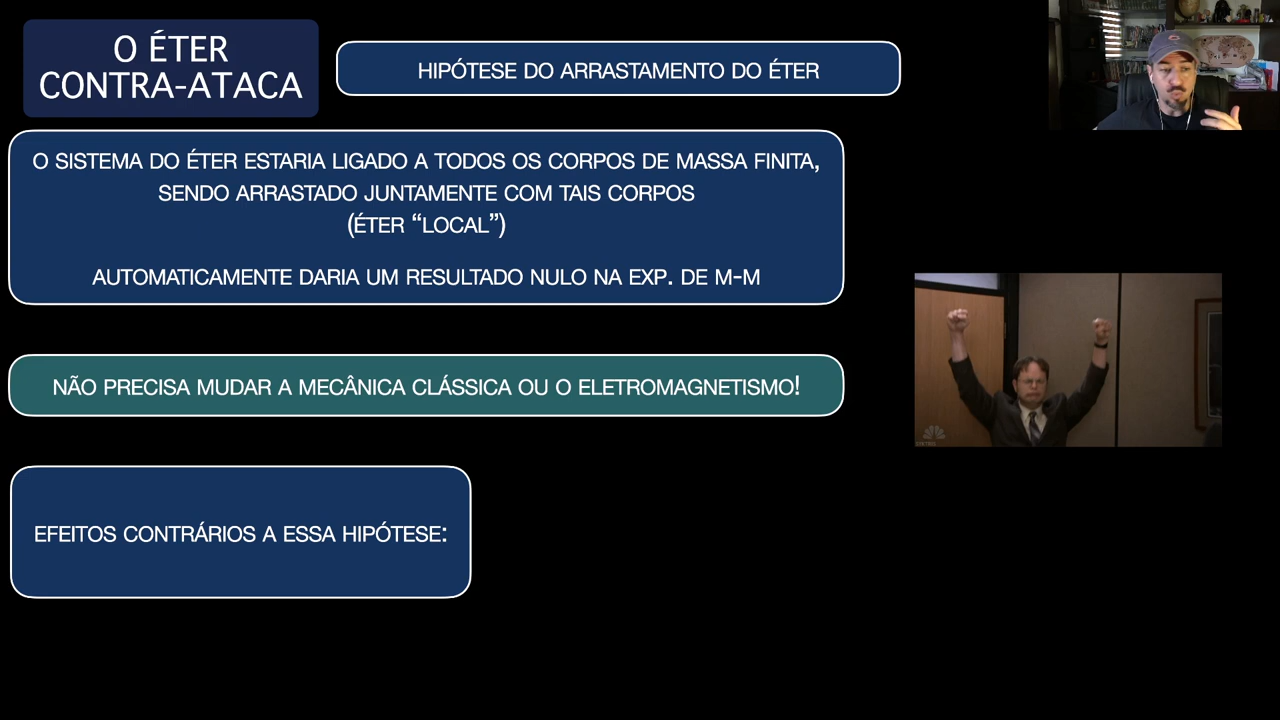 O ÉTER
CONTRA-ATACA
HIPÓTESE DO ARRASTAMENTO DO ÉTER
O SISTEMA DO ÉTER ESTARIA LIGADO A TODOS OS CORPOS DE MASSA FINITA,
SENDO ARRASTADO JUNTAMENTE COM TAIS CORPOS
(ÉTER “LOCAL”)
AUTOMATICAMENTE DARIA UM RESULTADO NULO NA EXP. DE M-M
NÃO PRECISA MUDAR A MECÂNICA CLÁSSICA OU O ELETROMAGNETISMO!
EFEITOS CONTRÁRIOS A ESSA HIPÓTESE: